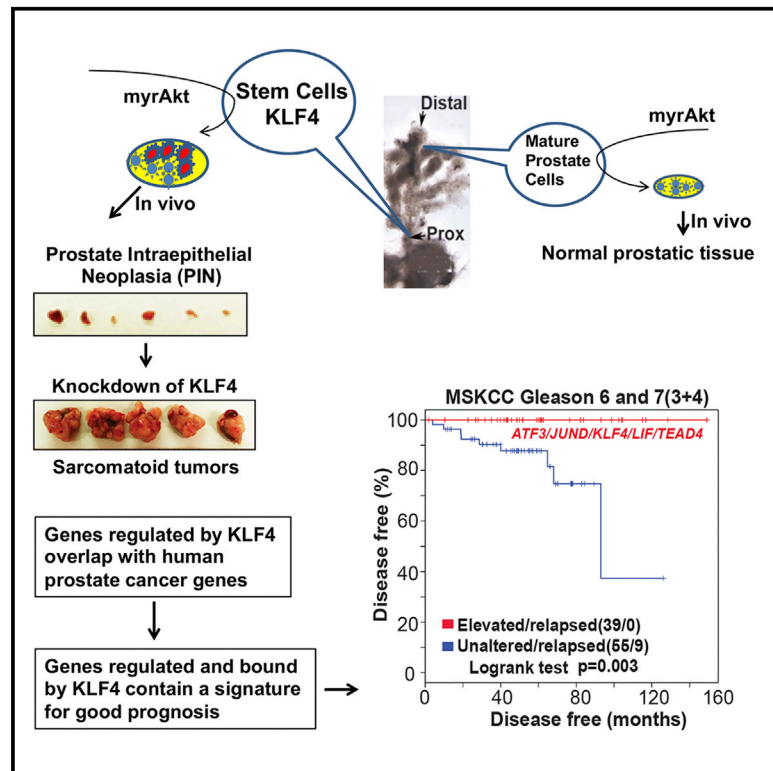 myrAkt
Stem Cells
KLF4
In vivo
Prostate Intraepithelial
Neoplasia (PIN)
Knockdown of KLF4
Sarcomatoid tumors
Distal
Prox
Mature
Prostate
Cells
myrAkt
In vivo
Normal prostatic tissue
Genes regulated by KLF4
overlap with human
prostate cancer genes
Genes regulated and bound
by KLF4 contain a signature
for good prognosis
MSKCC Gleason 6 and 7(3+4)
ATF3/JUND/KLF4/LIF/TEAD4
Disease free (%)
100
80
60
40
20
0
Elevated/relapsed(39/0)
Unaltered/relapsed(55/9)
Logrank test p=0.003
0 40 80 120 160
Disease free (months)